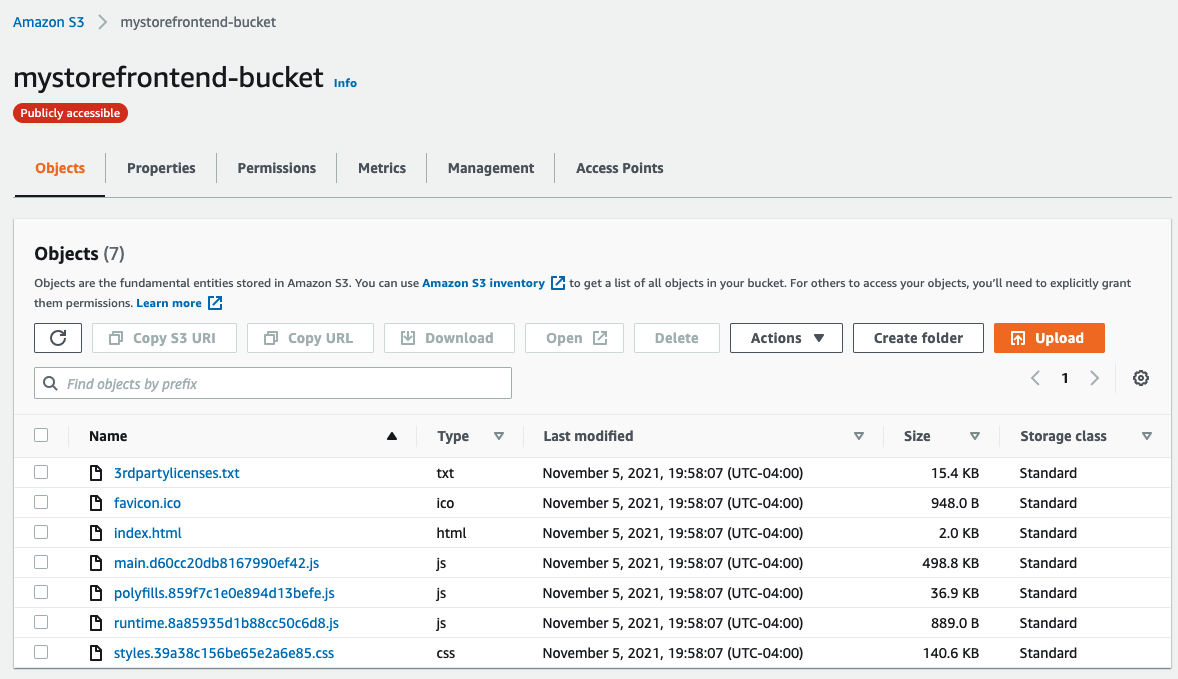 Amazon S3 > mystorefrontend-bucket
mystorefrontend-bucket Info
Publicly accessible
Objects Properties Permissions Metrics Management Access Points
Objects (7)
Objects are the fundamental entities stored in Amazon S3. You can use Amazon S3 inventory to get a list of all objects in your bucket. For others to access your objects, you'll need to explicitly grant
them permissions. Learn more
Copy S3 URI Copy URL Download Open Delete Actions Create folder Upload
Find objects by prefix 1
Name Type Last modified Size Storage class
3rdpartylicenses.txt txt November 5, 2021, 19:58:07 (UTC-04:00) 15.4 KB Standard
favicon.ico ico November 5, 2021, 19:58:07 (UTC-04:00) 948.0 B Standard
index.html html November 5, 2021, 19:58:07 (UTC-04:00) 2.0 KB Standard
main.d60cc20db8167990ef42.js js November 5, 2021, 19:58:07 (UTC-04:00) 498.8 KB Standard
polyfills.859f7c1e0e894d13befe.js js November 5, 2021, 19:58:07 (UTC-04:00) 36.9 KB Standard
runtime.8a85935d1b88cc50c6d8.js js November 5, 2021, 19:58:07 (UTC-04:00) 889.0 B Standard
styles.39a38c156be65e2a6e85.css css November 5, 2021, 19:58:07 (UTC-04:00) 140.6 KB Standard